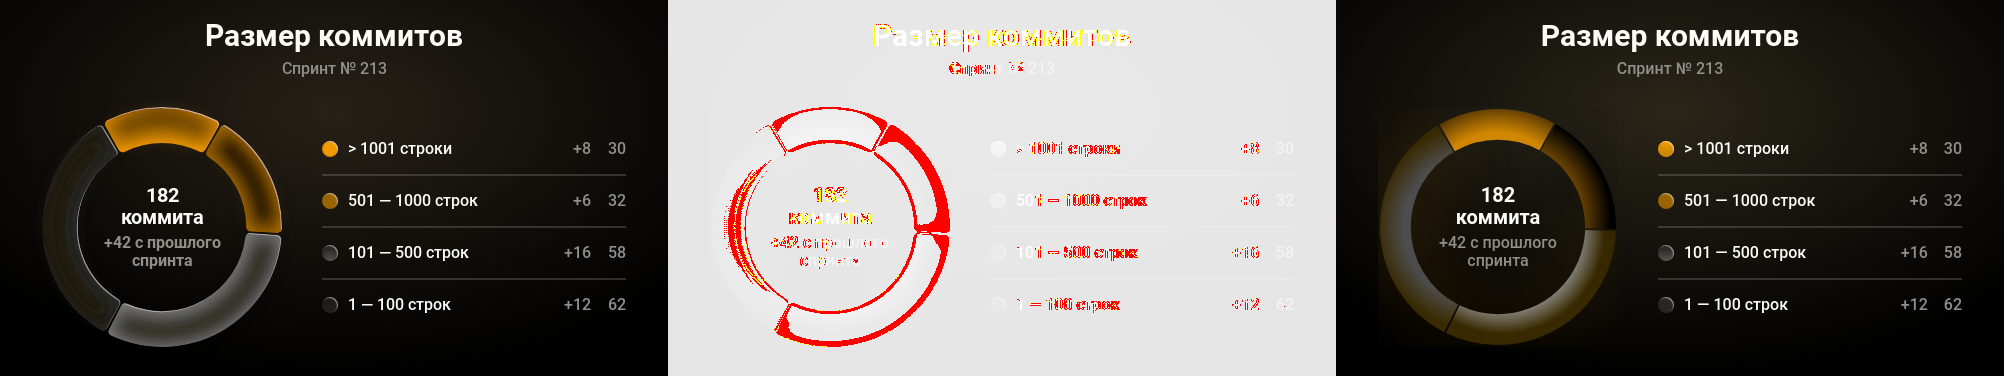 Размер коммитов
Спринт № 213
182
коммита
+42 с прошлого
спринта
> 1001 строки +8 30
501 — 1000 строк +6 32
101 — 500 строк +16 58
1 — 100 строк +12 62
Размер коммитов
Спринт № 213
182
коммита
+42 с прошлого
спринта
> 1001 строки +8 30
501 — 1000 строк +6 32
101 — 500 строк +16 58
1 — 100 строк +12 62
Размер коммитов
Спринт № 213
182
коммита
+42 с прошлого
спринта
> 1001 строки +8 30
501 — 1000 строк +6 32
101 — 500 строк +16 58
1 — 100 строк +12 62